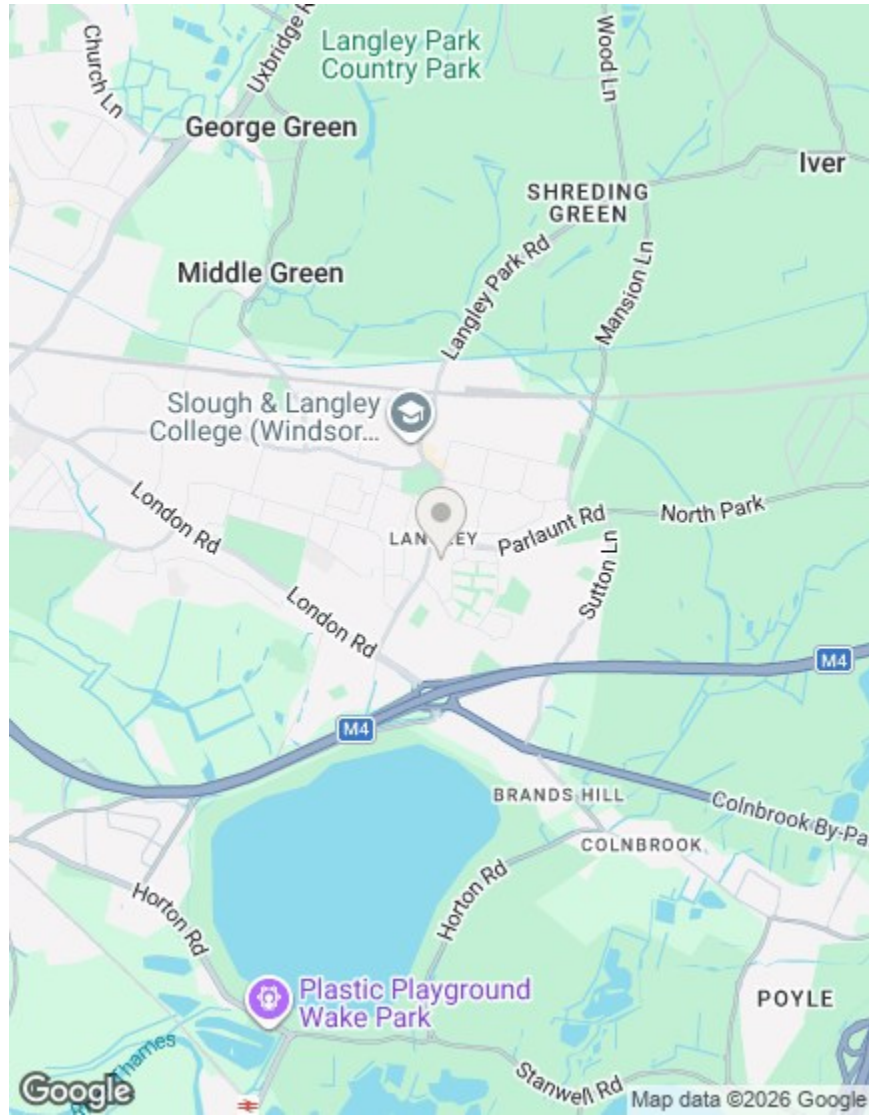 Church Ln
Uxbridge R
Langley Park
Country Park
Wood Ln
George Green
Iver
SHREDING
GREEN
Langley Park Rd
Middle Green
Mansion Ln
Slough & Langley
College (Windsor...
London Rd
North Park
Parlaunt Rd
LANGLEY
Sutton Ln
London Rd
M4
M4
BRANDS HILL
Colnbrook By-Pa
COLNBROOK
Horton Rd
Horton Rd
Plastic Playground
Wake Park
POYLE
Thames
Stanwell Rd
Google
Map data ©2026 Google